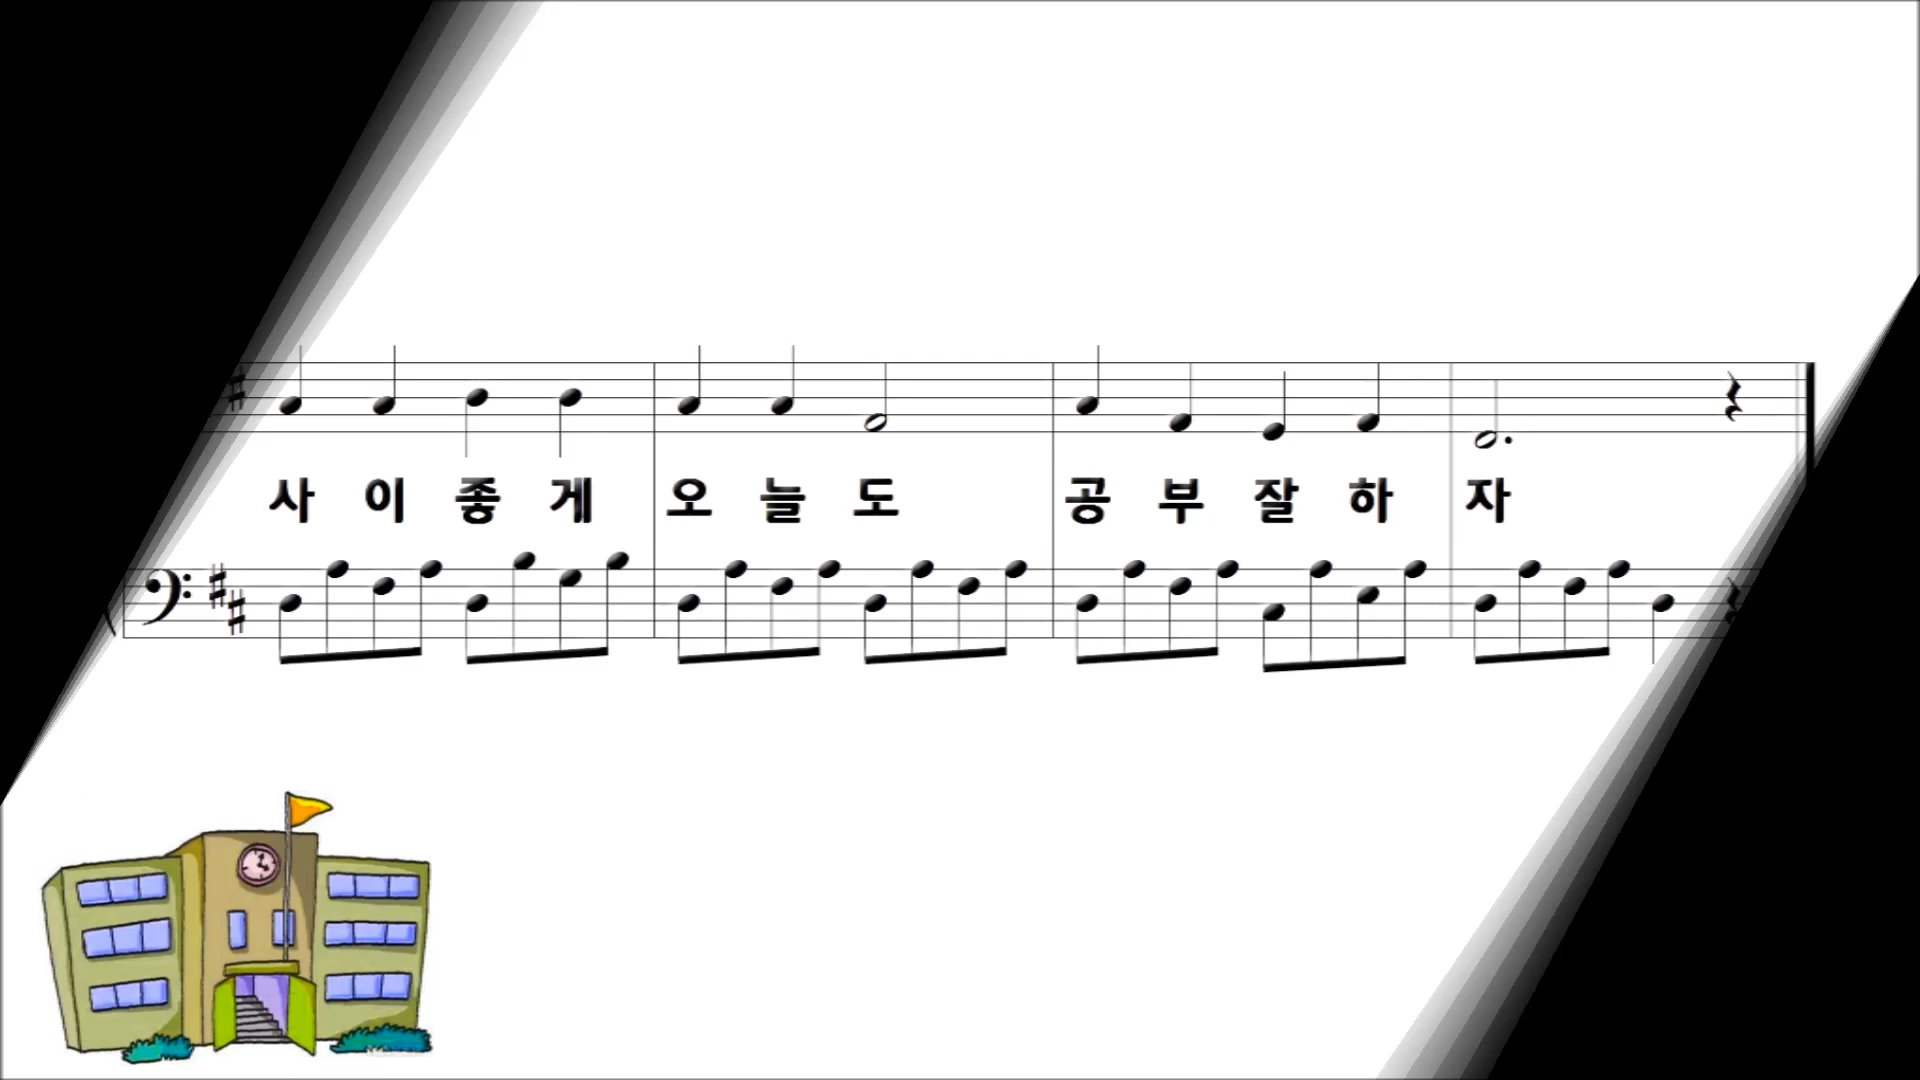 사 이 좋 게 오 늘 도 공 부 잘 하 자